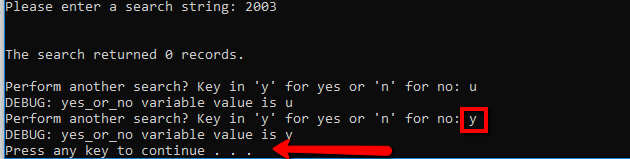 Please enter a search string: 2003
The search returned 0 records.
Perform another search? Key in 'y' for yes or 'n' for no: u
DEBUG: yes_or_no variable value is u
Perform another search? Key in 'y' for yes or 'n' for no: y
DEBUG: yes_or_no variable value is y
Press any key to continue . . .